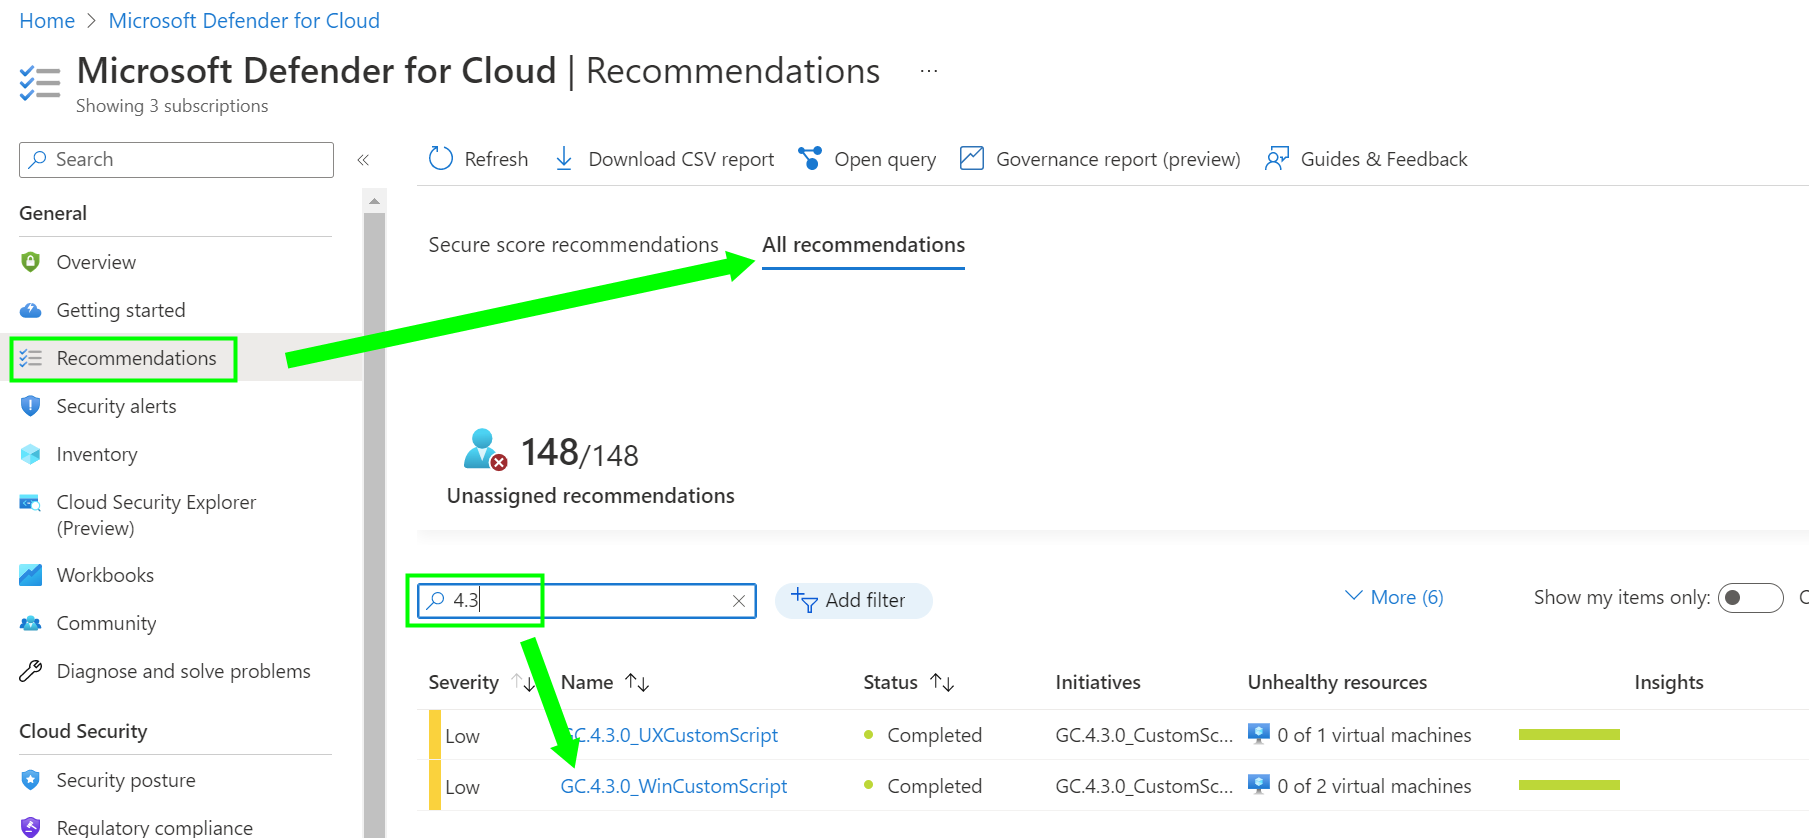 Home > Microsoft Defender for Cloud
Microsoft Defender for Cloud | Recommendations ...
Showing 3 subscriptions
Search
«
General
Overview
Getting started
Recommendations
Security alerts
Inventory
Cloud Security Explorer
(Preview)
Workbooks
Community
Diagnose and solve problems
Cloud Security
Security posture
Regulatory compliance
Refresh Download CSV report Open query Governance report (preview) Guides & Feedback
Secure score recommendations All recommendations
148/148
Unassigned recommendations
4.3 Add filter More (6) Show my items only:
Severity Name Status Initiatives Unhealthy resources Insights
Low GC.4.3.0_UXCustomScript Completed GC.4.3.0_CustomSc... 0 of 1 virtual machines
Low GC.4.3.0_WinCustomScript Completed GC.4.3.0_CustomSc... 0 of 2 virtual machines